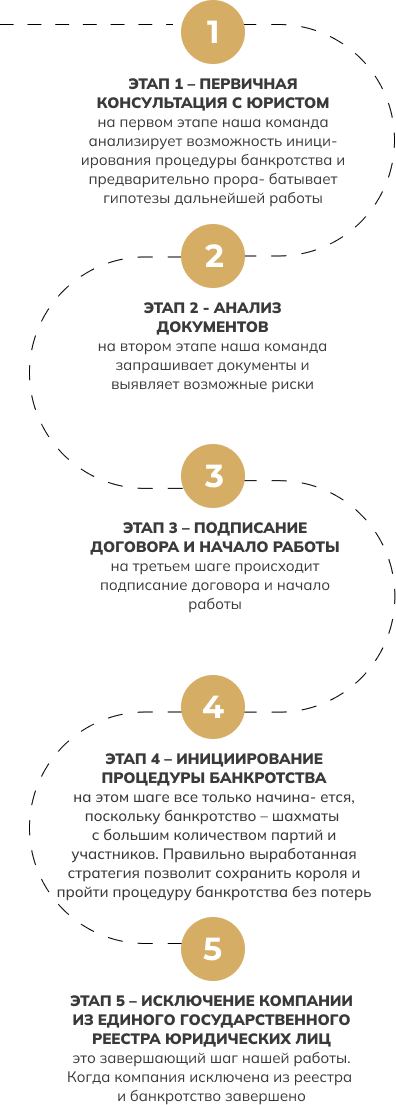 1
ЭТАП 1 – ПЕРВИЧНАЯ
КОНСУЛЬТАЦИЯ С ЮРИСТОМ
на первом этапе наша команда
анализирует возможность иници-
ирования процедуры банкротства и
предварительно прора- батывает
гипотезы дальнейшей работы
2
ЭТАП 2 - АНАЛИЗ
ДОКУМЕНТОВ
на втором этапе наша команда
запрашивает документы и
выявляет возможные риски
3
ЭТАП 3 – ПОДПИСАНИЕ
ДОГОВОРА И НАЧАЛО РАБОТЫ
на третьем шаге происходит
подписание договора и начало
работы
4
ЭТАП 4 – ИНИЦИИРОВАНИЕ
ПРОЦЕДУРЫ БАНКРОТСТВА
на этом шаге все только начина- ется,
поскольку банкротство – шахматы
с большим количеством партий и
участников. Правильно выработанная
стратегия позволит сохранить короля и
пройти процедуру банкротства без потерь
5
ЭТАП 5 – ИСКЛЮЧЕНИЕ КОМПАНИИ
ИЗ ЕДИНОГО ГОСУДАРСТВЕННОГО
РЕЕСТРА ЮРИДИЧЕСКИХ ЛИЦ
это завершающий шаг нашей работы.
Когда компания исключена из реестра
и банкротство завершено